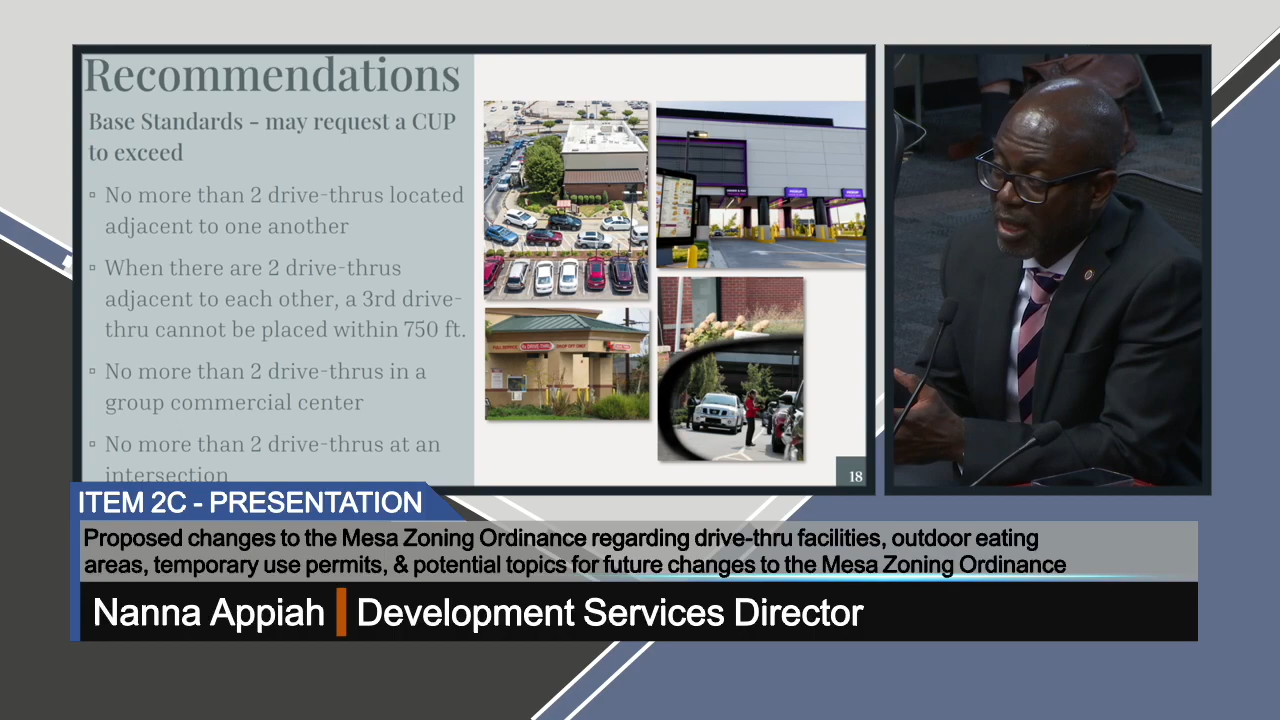 Recommendations
Base Standards - may request a CUP
to exceed
▫ No more than 2 drive-thrus located
adjacent to one another
▫ When there are 2 drive-thrus
adjacent to each other, a 3rd drive-
thru cannot be placed within 750 ft.
▫ No more than 2 drive-thrus in a
group commercial center
▫ No more than 2 drive-thrus at an
intersection
18
ITEM 2C - PRESENTATION
Proposed changes to the Mesa Zoning Ordinance regarding drive-thru facilities, outdoor eating
areas, temporary use permits, & potential topics for future changes to the Mesa Zoning Ordinance
Nanna Appiah Development Services Director